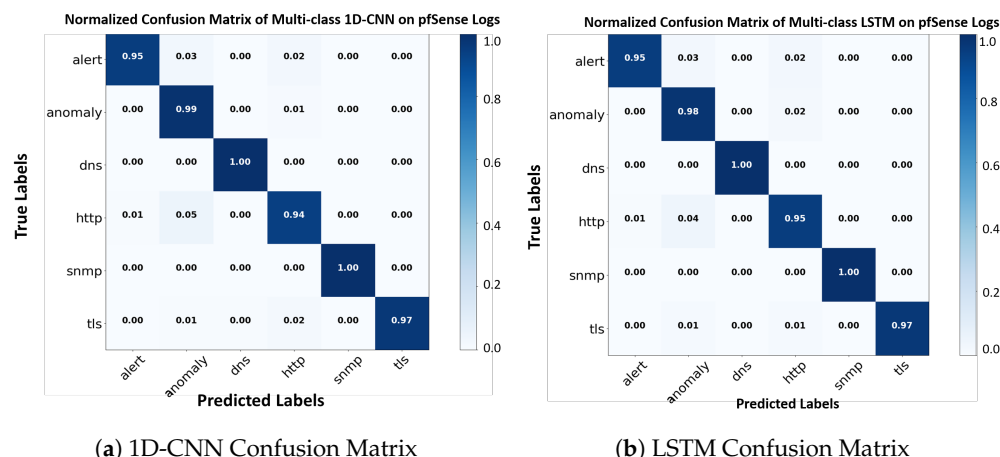 Normalized Confusion Matrix of Multi-class 1D-CNN on pfSense Logs
True Labels
alert 0.95 0.03 0.00 0.02 0.00 0.00
anomaly 0.00 0.99 0.00 0.01 0.00 0.00
dns 0.00 0.00 1.00 0.00 0.00 0.00
http 0.01 0.05 0.00 0.94 0.00 0.00
snmp 0.00 0.00 0.00 0.00 1.00 0.00
tls 0.00 0.01 0.00 0.02 0.00 0.97
alert anomaly dns http snmp tls
Predicted Labels
1.0
0.8
0.6
0.4
0.2
0.0
(a) 1D-CNN Confusion Matrix
Normalized Confusion Matrix of Multi-class LSTM on pfSense Logs
True Labels
alert 0.95 0.03 0.00 0.02 0.00 0.00
anomaly 0.00 0.98 0.00 0.02 0.00 0.00
dns 0.00 0.00 1.00 0.00 0.00 0.00
http 0.01 0.04 0.00 0.95 0.00 0.00
snmp 0.00 0.00 0.00 0.00 1.00 0.00
tls 0.00 0.01 0.00 0.01 0.00 0.97
alert anomaly dns http snmp tls
Predicted Labels
1.0
0.8
0.6
0.4
0.2
0.0
(b) LSTM Confusion Matrix